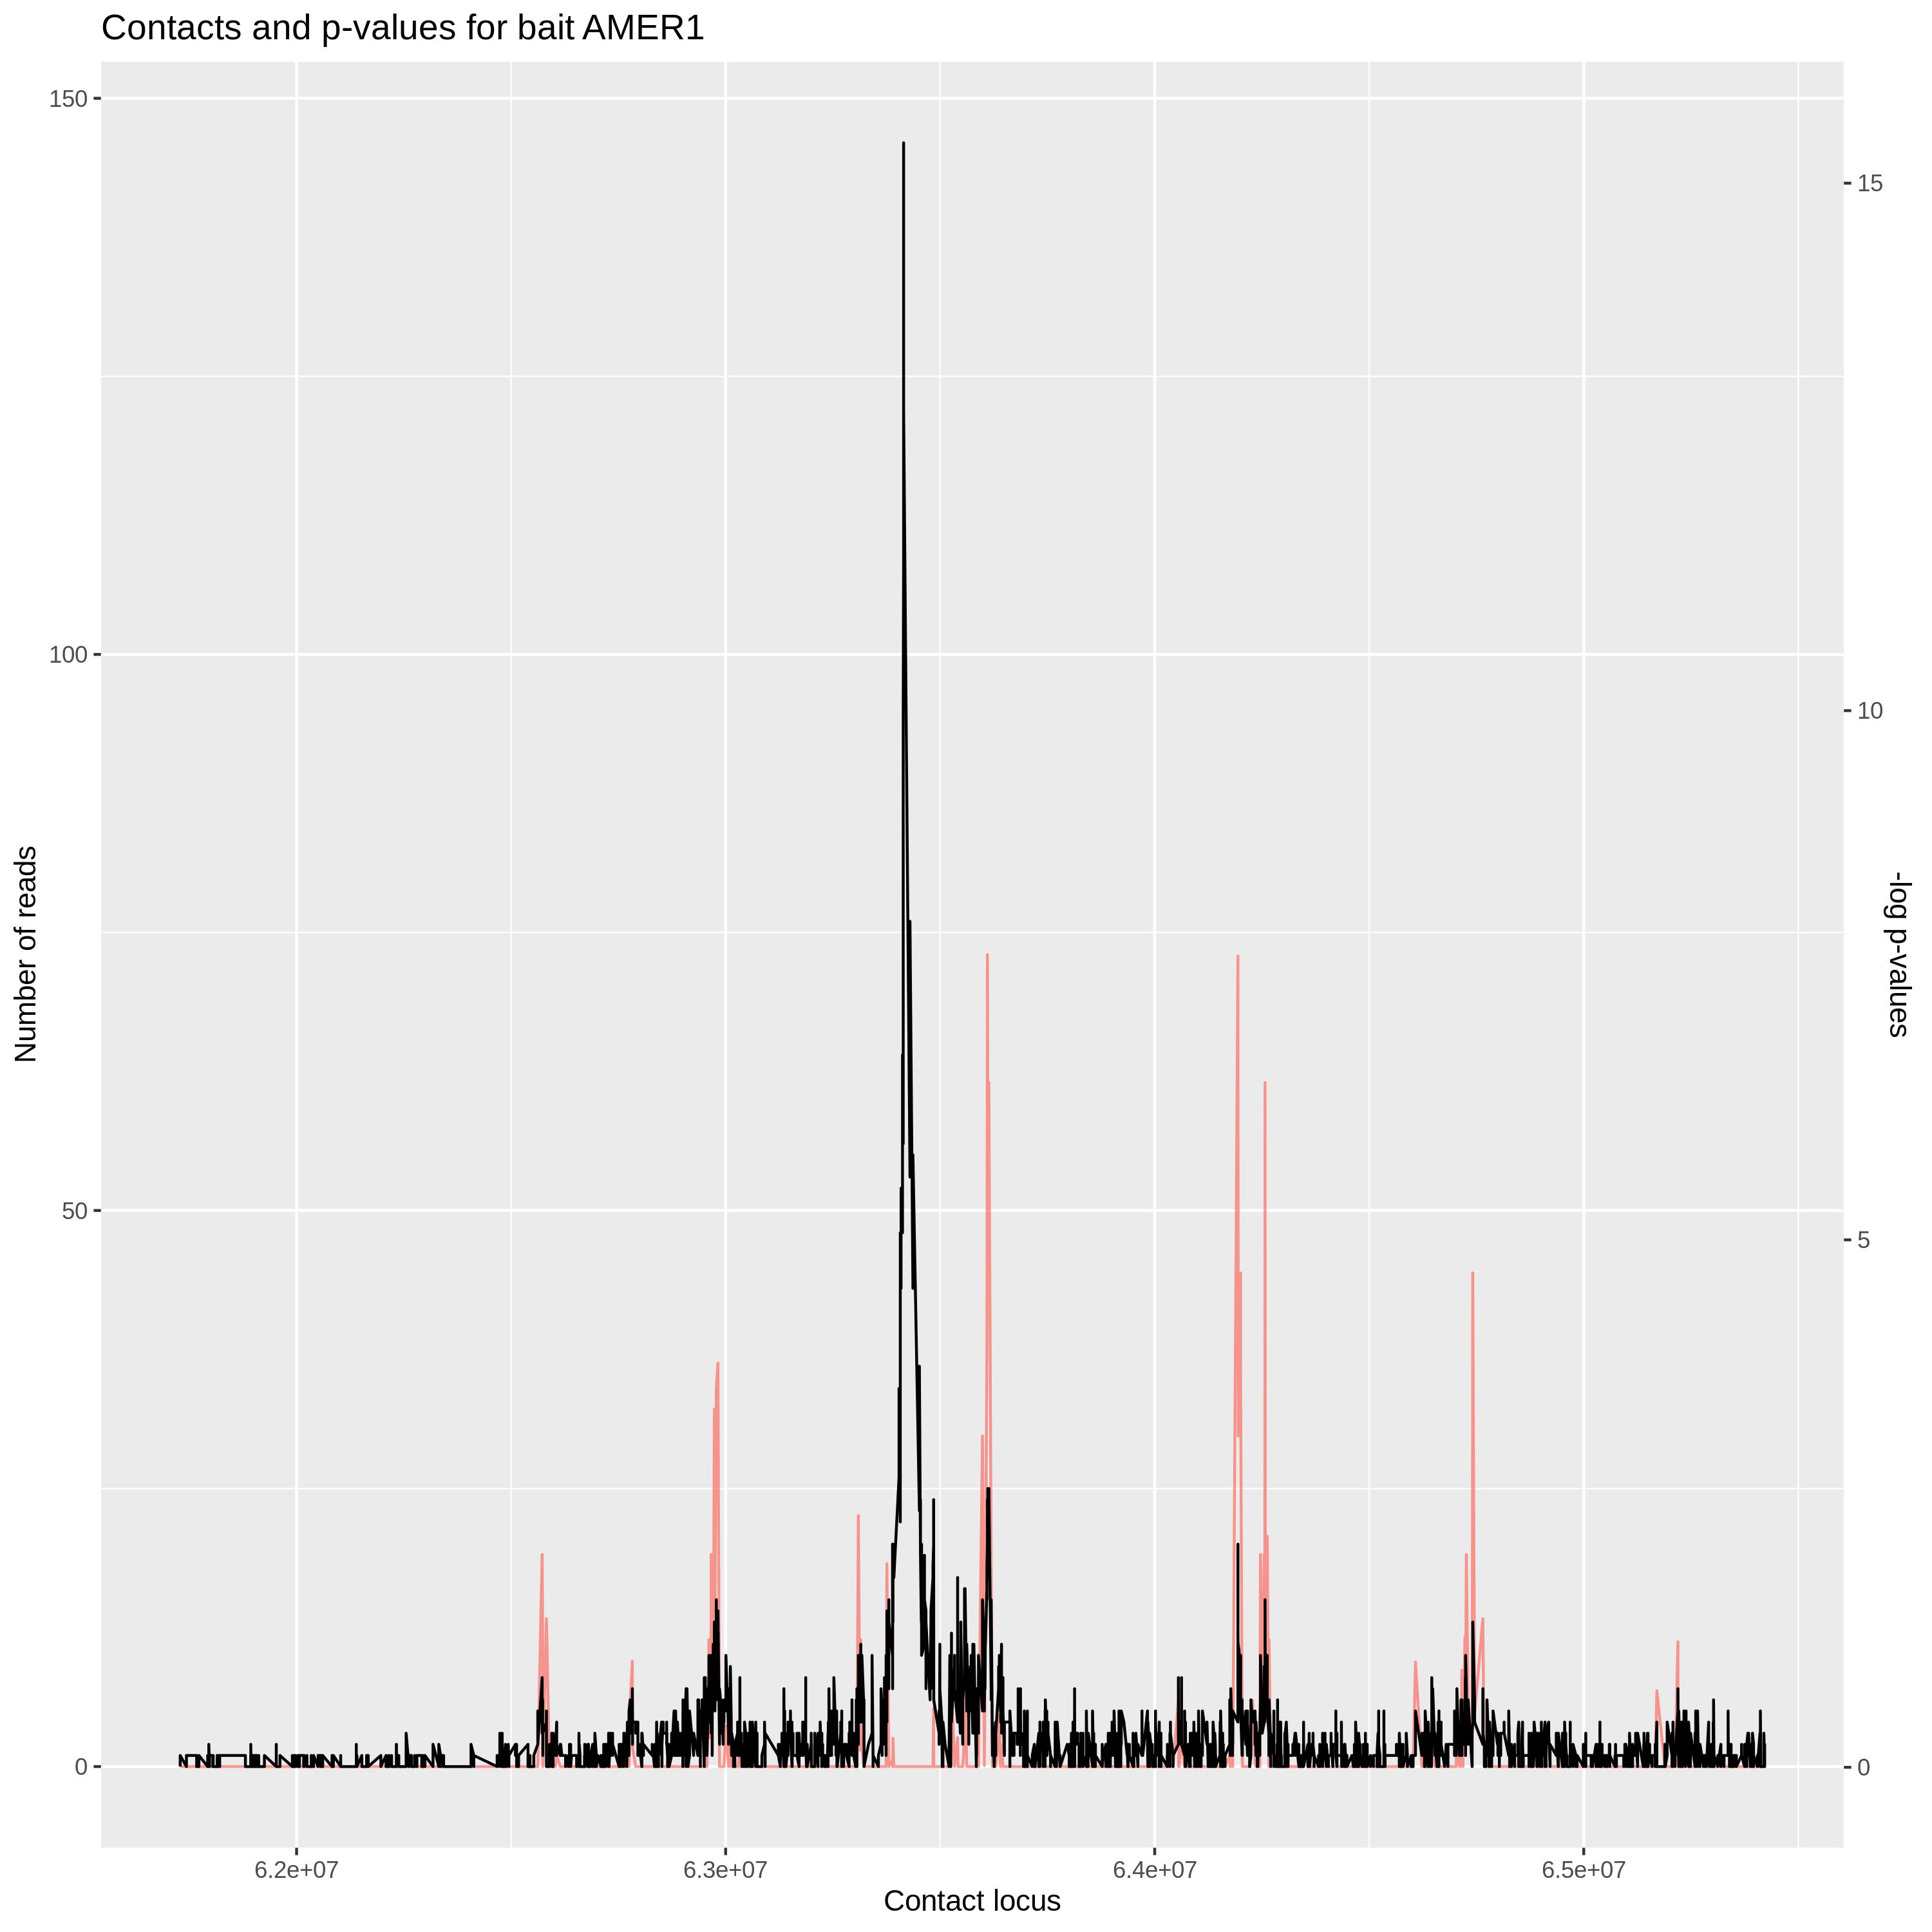 Contacts and p-values for bait AMER1
150
100
50
0
Number of reads
15
10
5
0
-log p-values
6.2e+07
6.3e+07
6.4e+07
6.5e+07
Contact locus